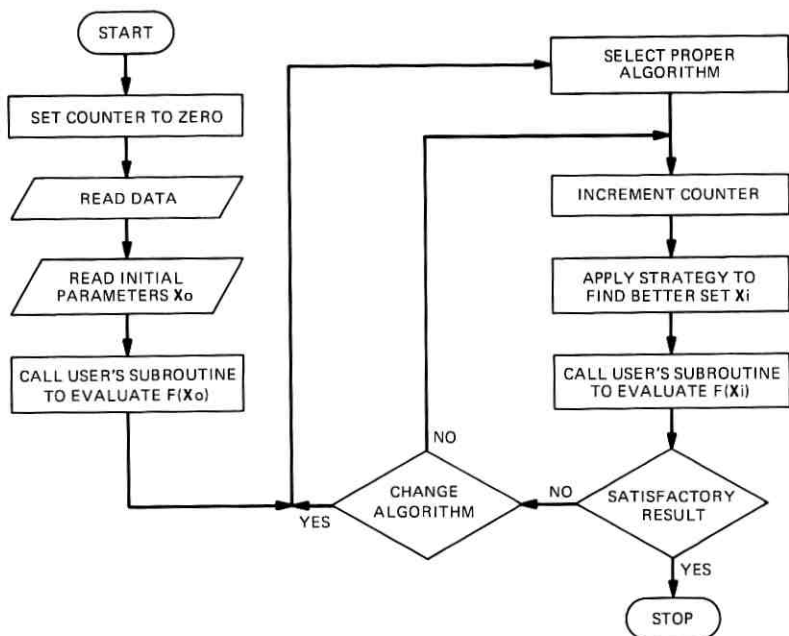 START
SET COUNTER TO ZERO
READ DATA
READ INITIAL
PARAMETERS Xo
CALL USER'S SUBROUTINE
TO EVALUATE F(Xo)
SELECT PROPER
ALGORITHM
INCREMENT COUNTER
APPLY STRATEGY TO
FIND BETTER SET Xi
CALL USER'S SUBROUTINE
TO EVALUATE F(Xi)
SATISFACTORY
RESULT
NO
YES
CHANGE
ALGORITHM
NO
YES
STOP